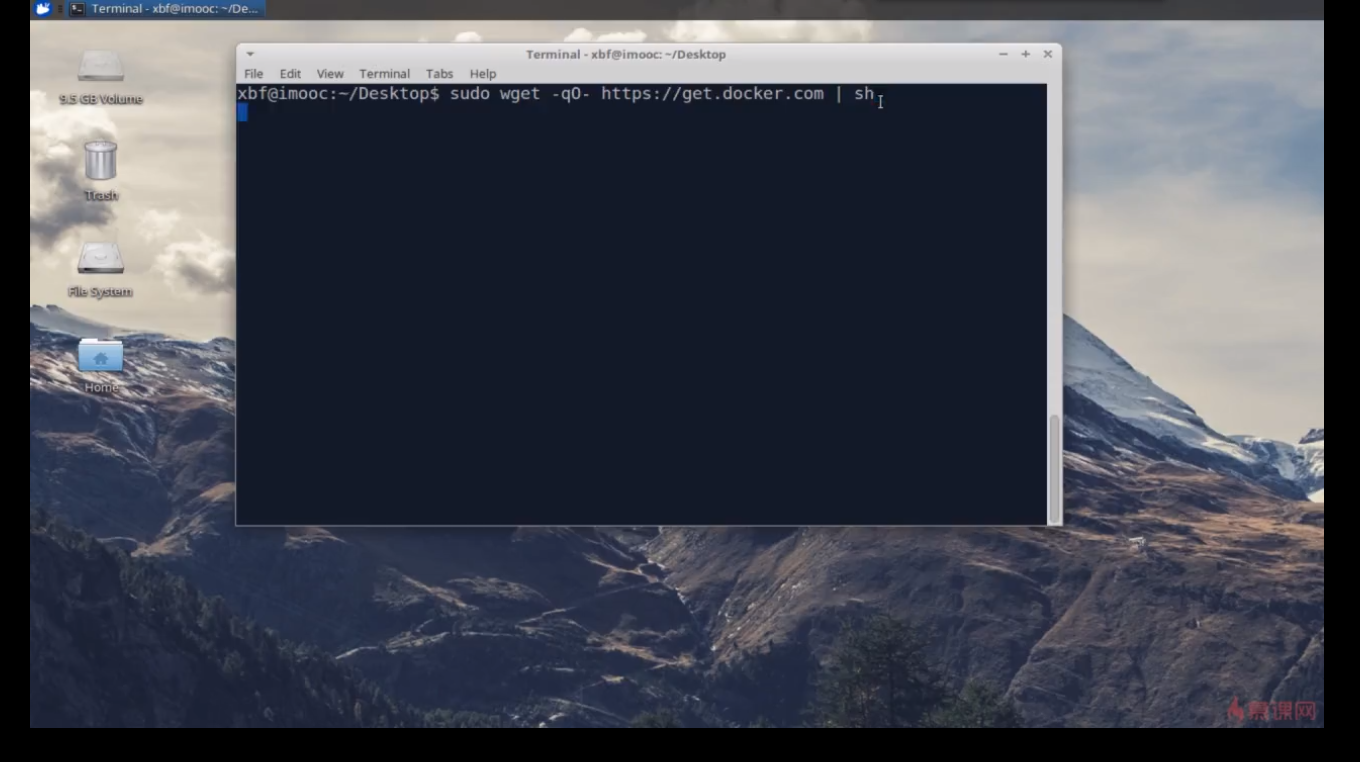 Terminal - xbf@imooc: ~/De...
9.5 GB Volume
Trash
File System
Home
Terminal - xbf@imooc: ~/Desktop
File Edit View Terminal Tabs Help
xbf@imooc:~/Desktop$ sudo wget -qO- https://get.docker.com | sh
慕课网